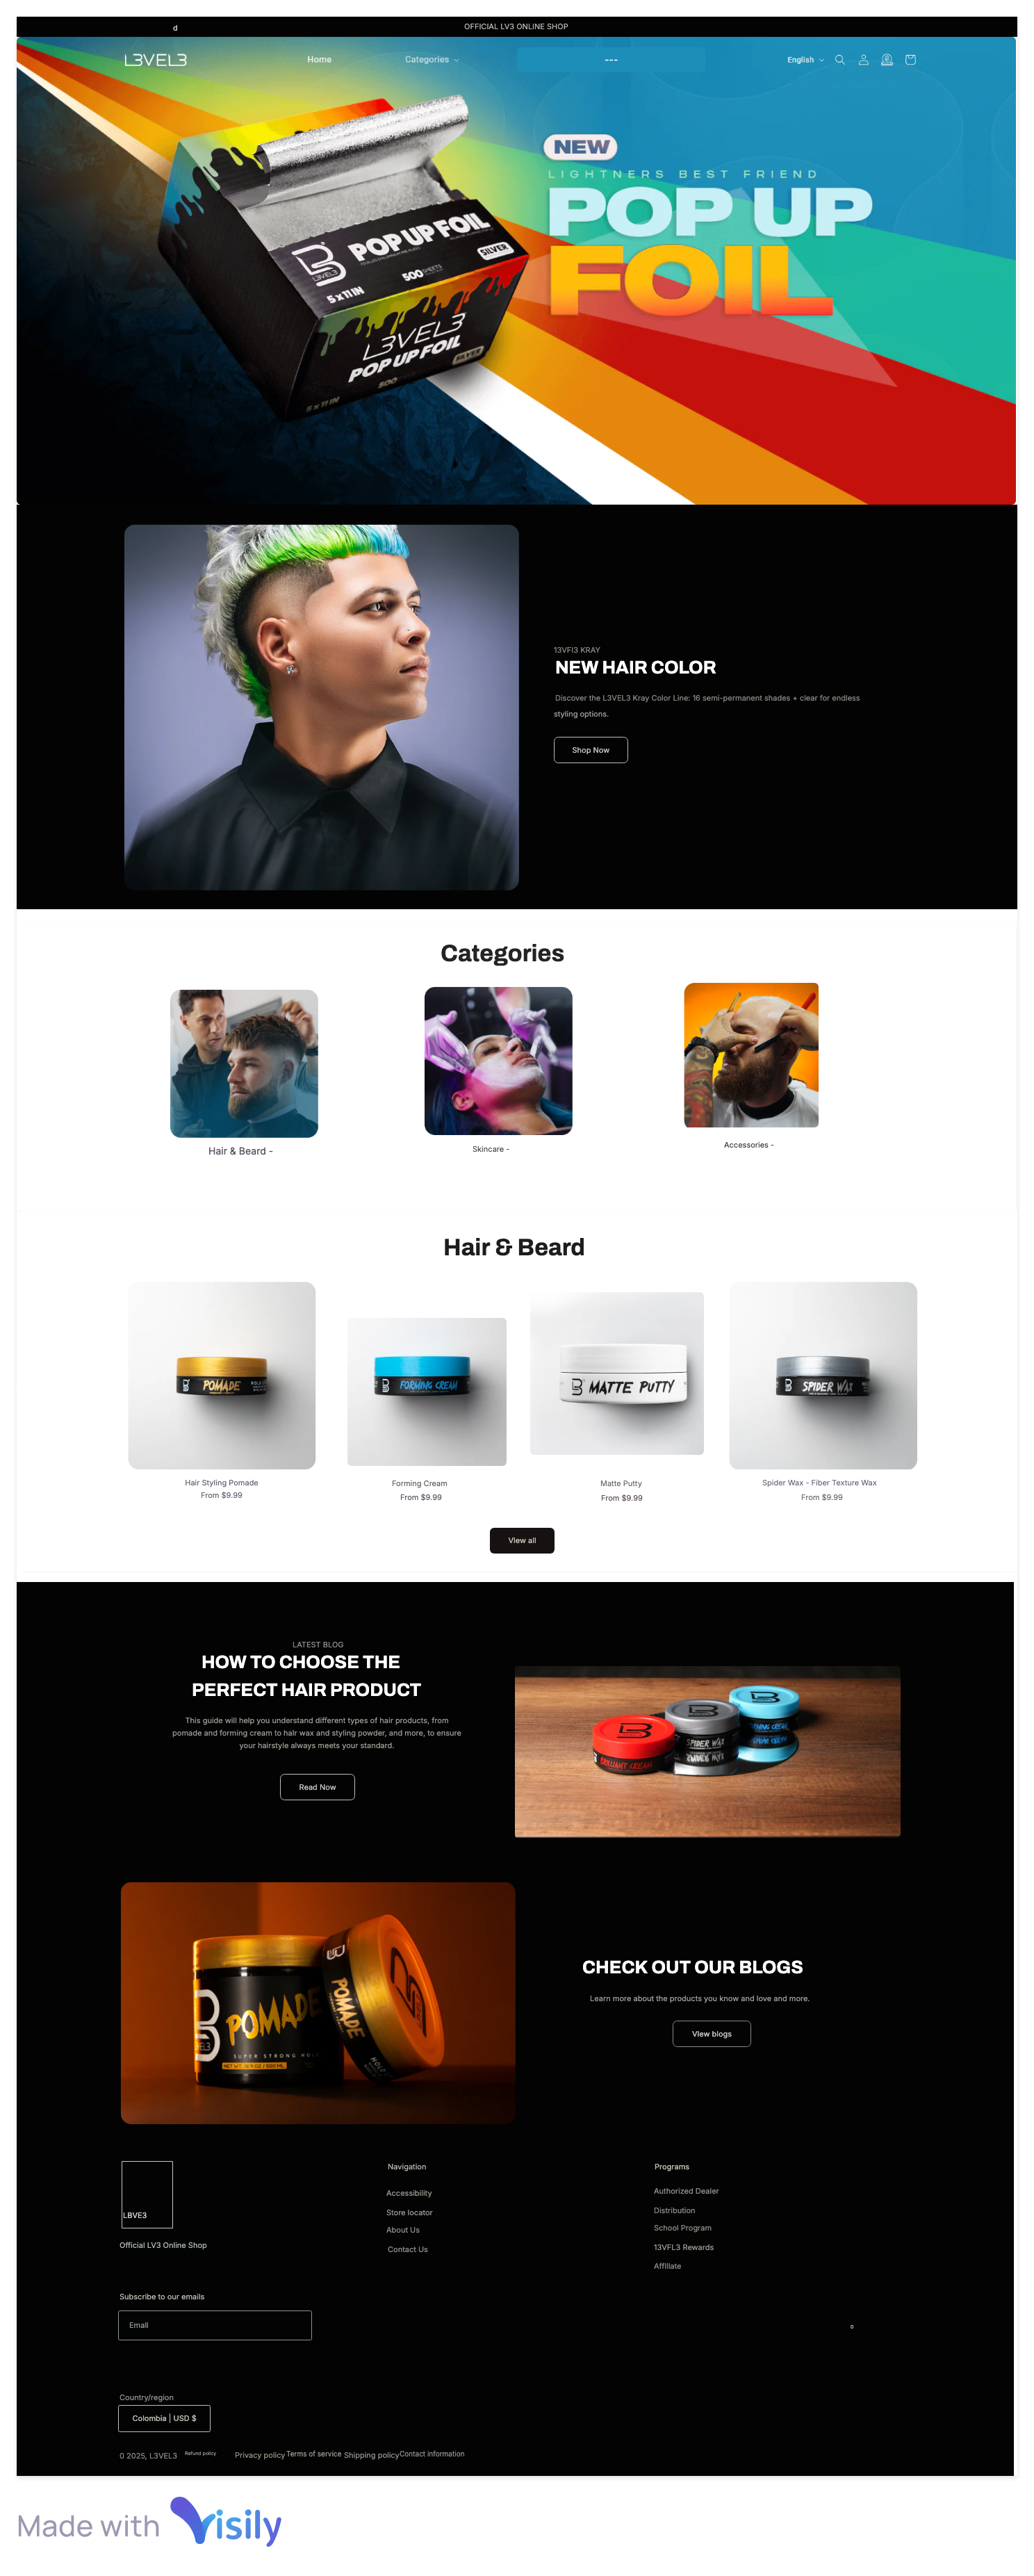 d
OFFICIAL LV3 ONLINE SHOP
L3VEL3
Home
Categories
---
English
NEW
LIGHTNERS BEST FRIEND
POP UP
FOIL
POP UP FOIL
SILVER
L3VEL3
500 SHEETS
5 x 11 IN
L3VEL3
POP UP FOIL
SILVER
500
5 x 11 IN
13VFI3 KRAY
NEW HAIR COLOR
Discover the L3VEL3 Kray Color Line: 16 semi-permanent shades + clear for endless
styling options.
Shop Now
Categories
Hair & Beard -
Skincare -
Accessories -
Hair & Beard
POMADE
FORMING CREAM
MATTE PUTTY
SPIDER WAX
Hair Styling Pomade
From $9.99
Forming Cream
From $9.99
Matte Putty
From $9.99
Spider Wax - Fiber Texture Wax
From $9.99
View all
LATEST BLOG
HOW TO CHOOSE THE
PERFECT HAIR PRODUCT
This guide will help you understand different types of hair products, from
pomade and forming cream to hair wax and styling powder, and more, to ensure
your hairstyle always meets your standard.
Read Now
BRILLIANT CREAM
SPIDER WAX
FORMING CREAM
POMADE
SUPER STRONG HOLD
POMADE
HOLD
CHECK OUT OUR BLOGS
Learn more about the products you know and love and more.
View blogs
LBVE3
Official LV3 Online Shop
Navigation
Accessibility
Store locator
About Us
Contact Us
Programs
Authorized Dealer
Distribution
School Program
13VFL3 Rewards
Affillate
Subscribe to our emails
Email
0
Country/region
Colombia | USD $
0 2025, L3VEL3
Refund policy
Privacy policy
Terms of service
Shipping policy
Contact information
Made with Visily